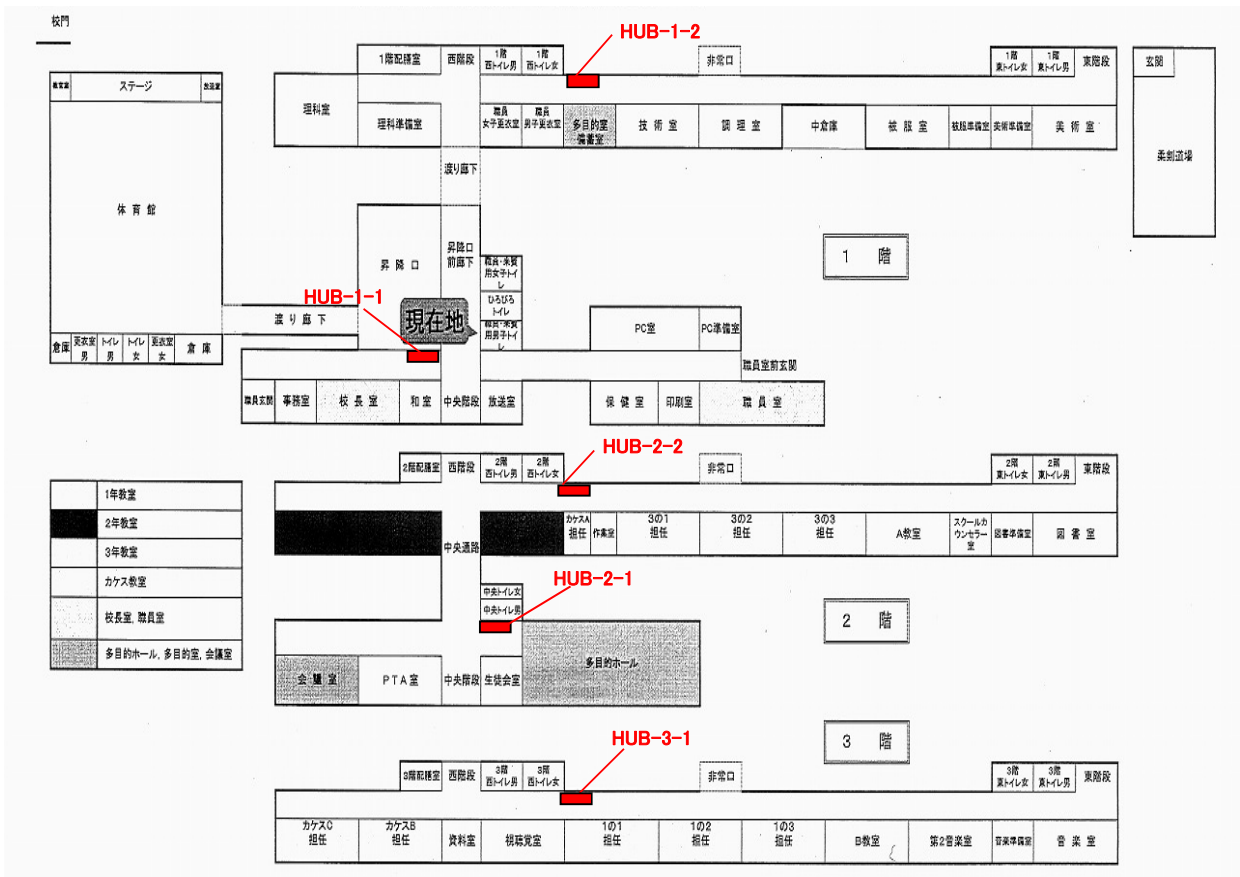 校門
HUB-1-2
1階配膳室
西階段
1階
西トイレ男
1階
西トイレ女
非常口
1階
東トイレ女
1階
東トイレ男
東階段
玄関
ステージ
放送室
理科室
理科準備室
職員
女子更衣室
職員
男子更衣室
多目的室
備蓄室
技術室
調理室
中倉庫
被服室
被服準備室
美術準備室
美術室
柔剣道場
渡り廊下
体育館
昇降口
昇降口
前廊下
職員・来賓
用女子トイ
レ
1 階
HUB-1-1
ひろびろ
トイレ
現在地
渡り廊下
職員・来賓
用男子トイ
レ
PC室
PC準備室
倉庫
更衣室
男
トイレ
男
トイレ
女
更衣室
女
倉庫
職員室前玄関
職員玄関
事務室
校長室
和室
中央階段
放送室
保健室
印刷室
職員室
HUB-2-2
2階配膳室
西階段
2階
西トイレ男
2階
西トイレ女
非常口
2階
東トイレ女
2階
東トイレ男
東階段
1年教室
2年教室
3年教室
カケス教室
校長室,職員室
多目的ホール,多目的室,会議室
中央通路
カケスA
担任
作業室
3の1
担任
3の2
担任
3の3
担任
A教室
スクールカ
ウンセラー
室
図書準備室
図書室
HUB-2-1
中央トイレ女
中央トイレ男
2 階
多目的ホール
会議室
PTA室
中央階段
生徒会室
3 階
HUB-3-1
3階配膳室
西階段
3階
西トイレ男
3階
西トイレ女
非常口
3階
東トイレ女
3階
東トイレ男
東階段
カケスC
担任
カケスB
担任
資料室
視聴覚室
1の1
担任
1の2
担任
1の3
担任
B教室
第2音楽室
音楽準備室
音楽室